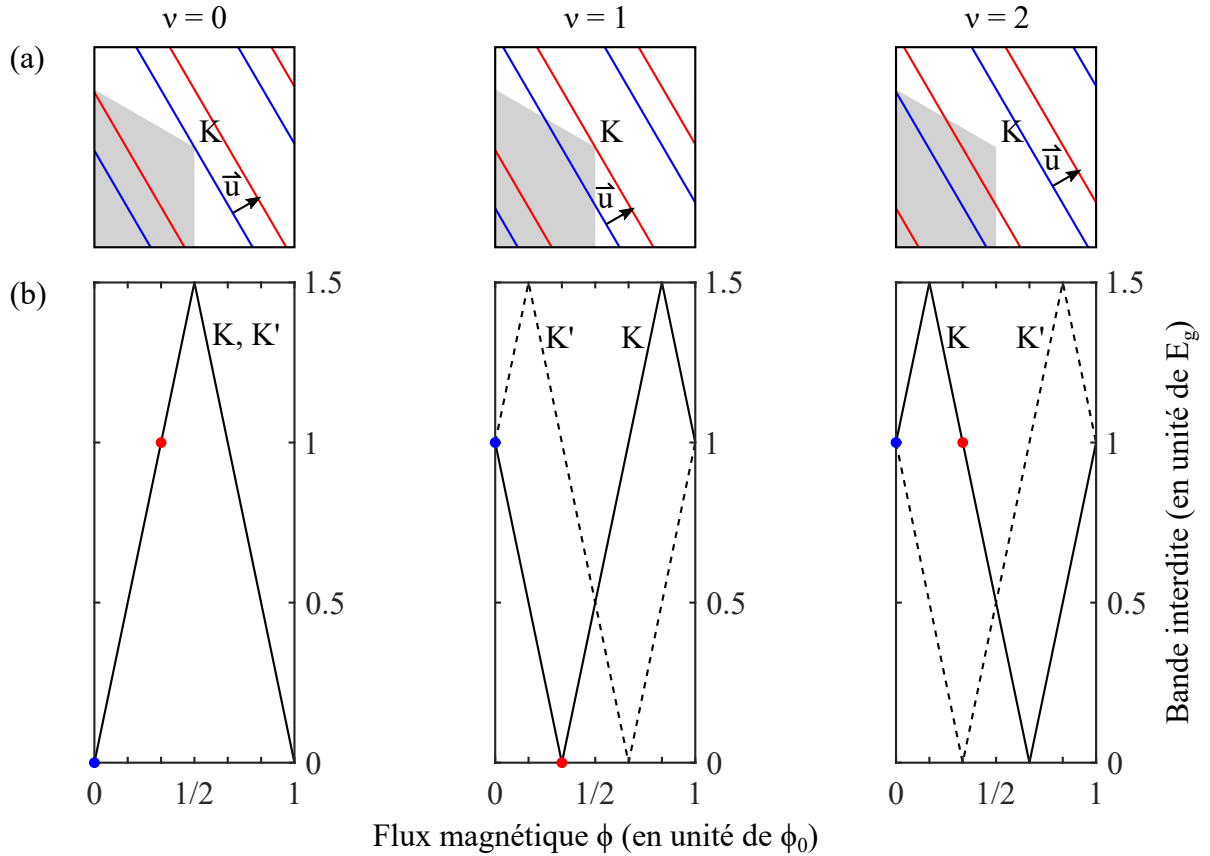 ν = 0
ν = 1
ν = 2
(a)
K
u⃗
K
u⃗
K
u⃗
(b)
1.5
1
0.5
0
K, K'
0
1/2
1
1.5
1
0.5
0
K'
K
0
1/2
1
1.5
1
0.5
0
K
K'
0
1/2
1
Bande interdite (en unité de E_g)
Flux magnétique ϕ (en unité de ϕ₀)